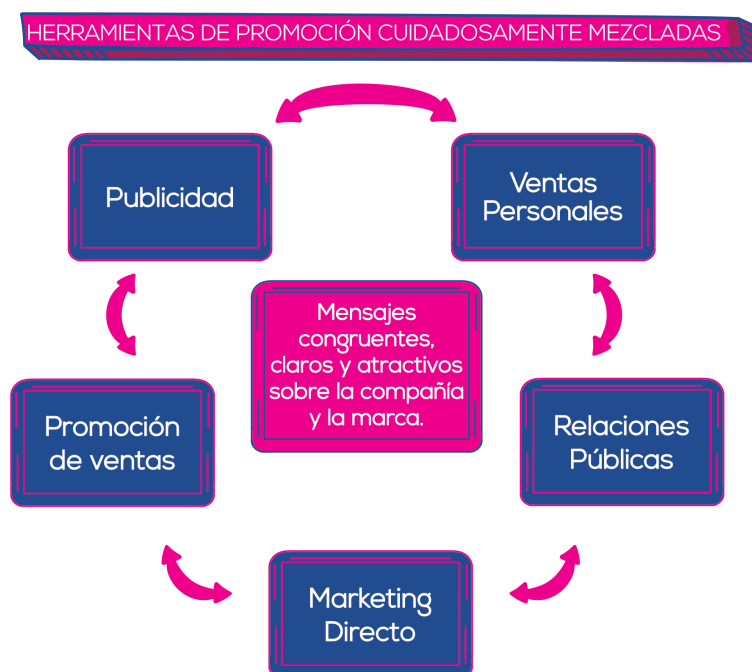 HERRAMIENTAS DE PROMOCIÓN CUIDADOSAMENTE MEZCLADAS
Publicidad
Ventas
Personales
Mensajes
congruentes,
claros y atractivos
sobre la compañía
y la marca.
Promoción
de ventas
Relaciones
Públicas
Marketing
Directo